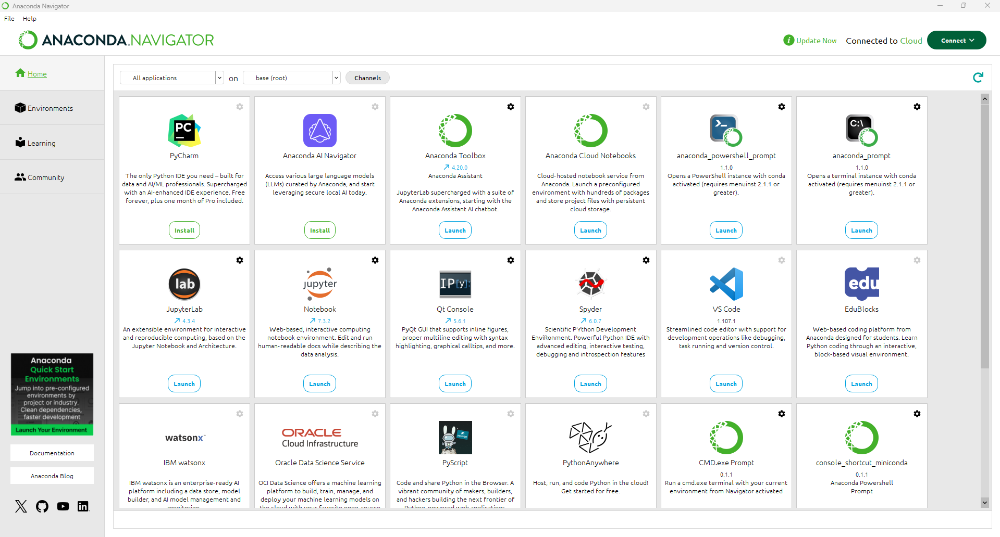 Anaconda Navigator
File Help
ANACONDA.NAVIGATOR
Update Now Connected to Cloud Connect
Home
Environments
Learning
Community
Anaconda
Quick Start
Environments
Jump into pre-configured
environments by
project or industry.
Clean dependencies,
faster development
Launch Your Environment
Documentation
Anaconda Blog
All applications on base (root) Channels
PC
PyCharm
The only Python IDE you need – built for
data and AI/ML professionals. Supercharged
with an AI-enhanced IDE experience. Free
forever, plus one month of Pro included.
Install
Anaconda AI Navigator
Access various large language models
(LLMs) curated by Anaconda, and start
leveraging secure local AI today.
Install
Anaconda Toolbox
4.20.0
Anaconda Assistant
JupyterLab supercharged with a suite of
Anaconda extensions, starting with the
Anaconda Assistant AI chatbot.
Launch
Anaconda Cloud Notebooks
Cloud-hosted notebook service from
Anaconda. Launch a preconfigured
environment with hundreds of packages
and store project files with persistent
cloud storage.
Launch
anaconda_powershell_prompt
1.1.0
Opens a PowerShell instance with conda
activated (requires menuinst 2.1.1 or
greater).
Launch
C:\
anaconda_prompt
1.1.0
Opens a terminal instance with conda
activated (requires menuinst 2.1.1 or
greater).
Launch
lab
JupyterLab
4.3.4
An extensible environment for interactive
and reproducible computing, based on the
Jupyter Notebook and Architecture.
Launch
jupyter
Notebook
7.3.2
Web-based, interactive computing
notebook environment. Edit and run
human-readable docs while describing the
data analysis.
Launch
IP[y]:
Qt Console
5.6.1
PyQt GUI that supports inline figures,
proper multiline editing with syntax
highlighting, graphical calltips, and more.
Launch
Spyder
6.0.7
Scientific PYthon Development
EnviRonment. Powerful Python IDE with
advanced editing, interactive testing,
debugging and introspection features
Launch
VS Code
1.107.1
Streamlined code editor with support for
development operations like debugging,
task running and version control.
Launch
edu
EduBlocks
Web-based coding platform from
Anaconda designed for students. Learn
Python coding through an interactive,
block-based visual environment.
Launch
watsonx
IBM watsonx
IBM watsonx is an enterprise-ready AI
platform including a data store, model
builder, and AI model management and
monitoring.
ORACLE
Cloud Infrastructure
Oracle Data Science Service
OCI Data Science offers a machine learning
platform to build, train, manage, and
deploy your machine learning models on
the cloud with your favorite open-source
PyScript
Code and share Python in the Browser. A
vibrant community of makers, builders,
and hackers building the next frontier of
Python-powered web applications.
PythonAnywhere
Host, run, and code Python in the cloud!
Get started for free.
CMD.exe Prompt
0.1.1
Run a cmd.exe terminal with your current
environment from Navigator activated
console_shortcut_miniconda
0.1.1
Anaconda Powershell
Prompt